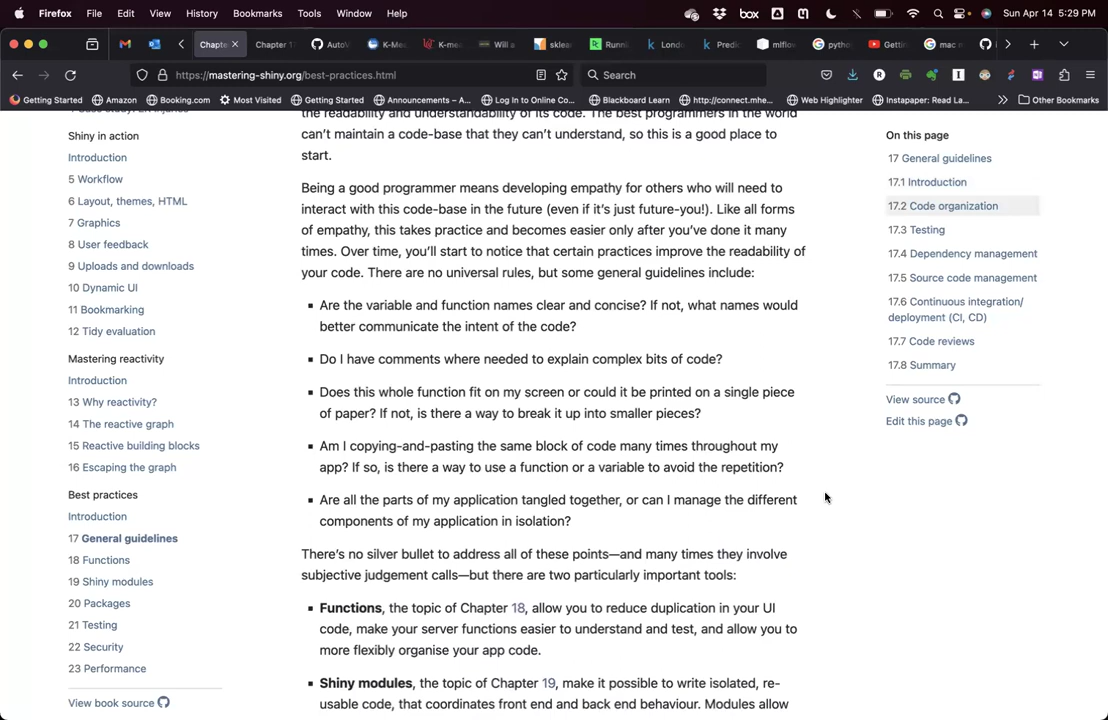 Firefox File Edit View History Bookmarks Tools Window Help
box
Sun Apr 14 5:29 PM
Chapte
Chapter 1
AutoV
K-Me
K-mea
Will a
sklear
Runni
Lond
Predi
mlflow
pytho
Getti
mac n
https://mastering-shiny.org/best-practices.html
Search
Getting Started
Amazon
Booking.com
Most Visited
Getting Started
Announcements – A...
Log In to Online Co...
Blackboard Learn
http://connect.mhe...
Web Highlighter
Instapaper: Read La...
Other Bookmarks
Shiny in action
Introduction
5 Workflow
6 Layout, themes, HTML
7 Graphics
8 User feedback
9 Uploads and downloads
10 Dynamic UI
11 Bookmarking
12 Tidy evaluation
Mastering reactivity
Introduction
13 Why reactivity?
14 The reactive graph
15 Reactive building blocks
16 Escaping the graph
Best practices
Introduction
17 General guidelines
18 Functions
19 Shiny modules
20 Packages
21 Testing
22 Security
23 Performance
View book source
the readability and understandability of its code. The best programmers in the world
can't maintain a code-base that they can't understand, so this is a good place to
start.
Being a good programmer means developing empathy for others who will need to
interact with this code-base in the future (even if it's just future-you!). Like all forms
of empathy, this takes practice and becomes easier only after you've done it many
times. Over time, you'll start to notice that certain practices improve the readability of
your code. There are no universal rules, but some general guidelines include:
▪ Are the variable and function names clear and concise? If not, what names would
better communicate the intent of the code?
▪ Do I have comments where needed to explain complex bits of code?
▪ Does this whole function fit on my screen or could it be printed on a single piece
of paper? If not, is there a way to break it up into smaller pieces?
▪ Am I copying-and-pasting the same block of code many times throughout my
app? If so, is there a way to use a function or a variable to avoid the repetition?
▪ Are all the parts of my application tangled together, or can I manage the different
components of my application in isolation?
There's no silver bullet to address all of these points—and many times they involve
subjective judgement calls—but there are two particularly important tools:
▪ Functions, the topic of Chapter 18, allow you to reduce duplication in your UI
code, make your server functions easier to understand and test, and allow you to
more flexibly organise your app code.
▪ Shiny modules, the topic of Chapter 19, make it possible to write isolated, re-
usable code, that coordinates front end and back end behaviour. Modules allow
On this page
17 General guidelines
17.1 Introduction
17.2 Code organization
17.3 Testing
17.4 Dependency management
17.5 Source code management
17.6 Continuous integration/
deployment (CI, CD)
17.7 Code reviews
17.8 Summary
View source
Edit this page